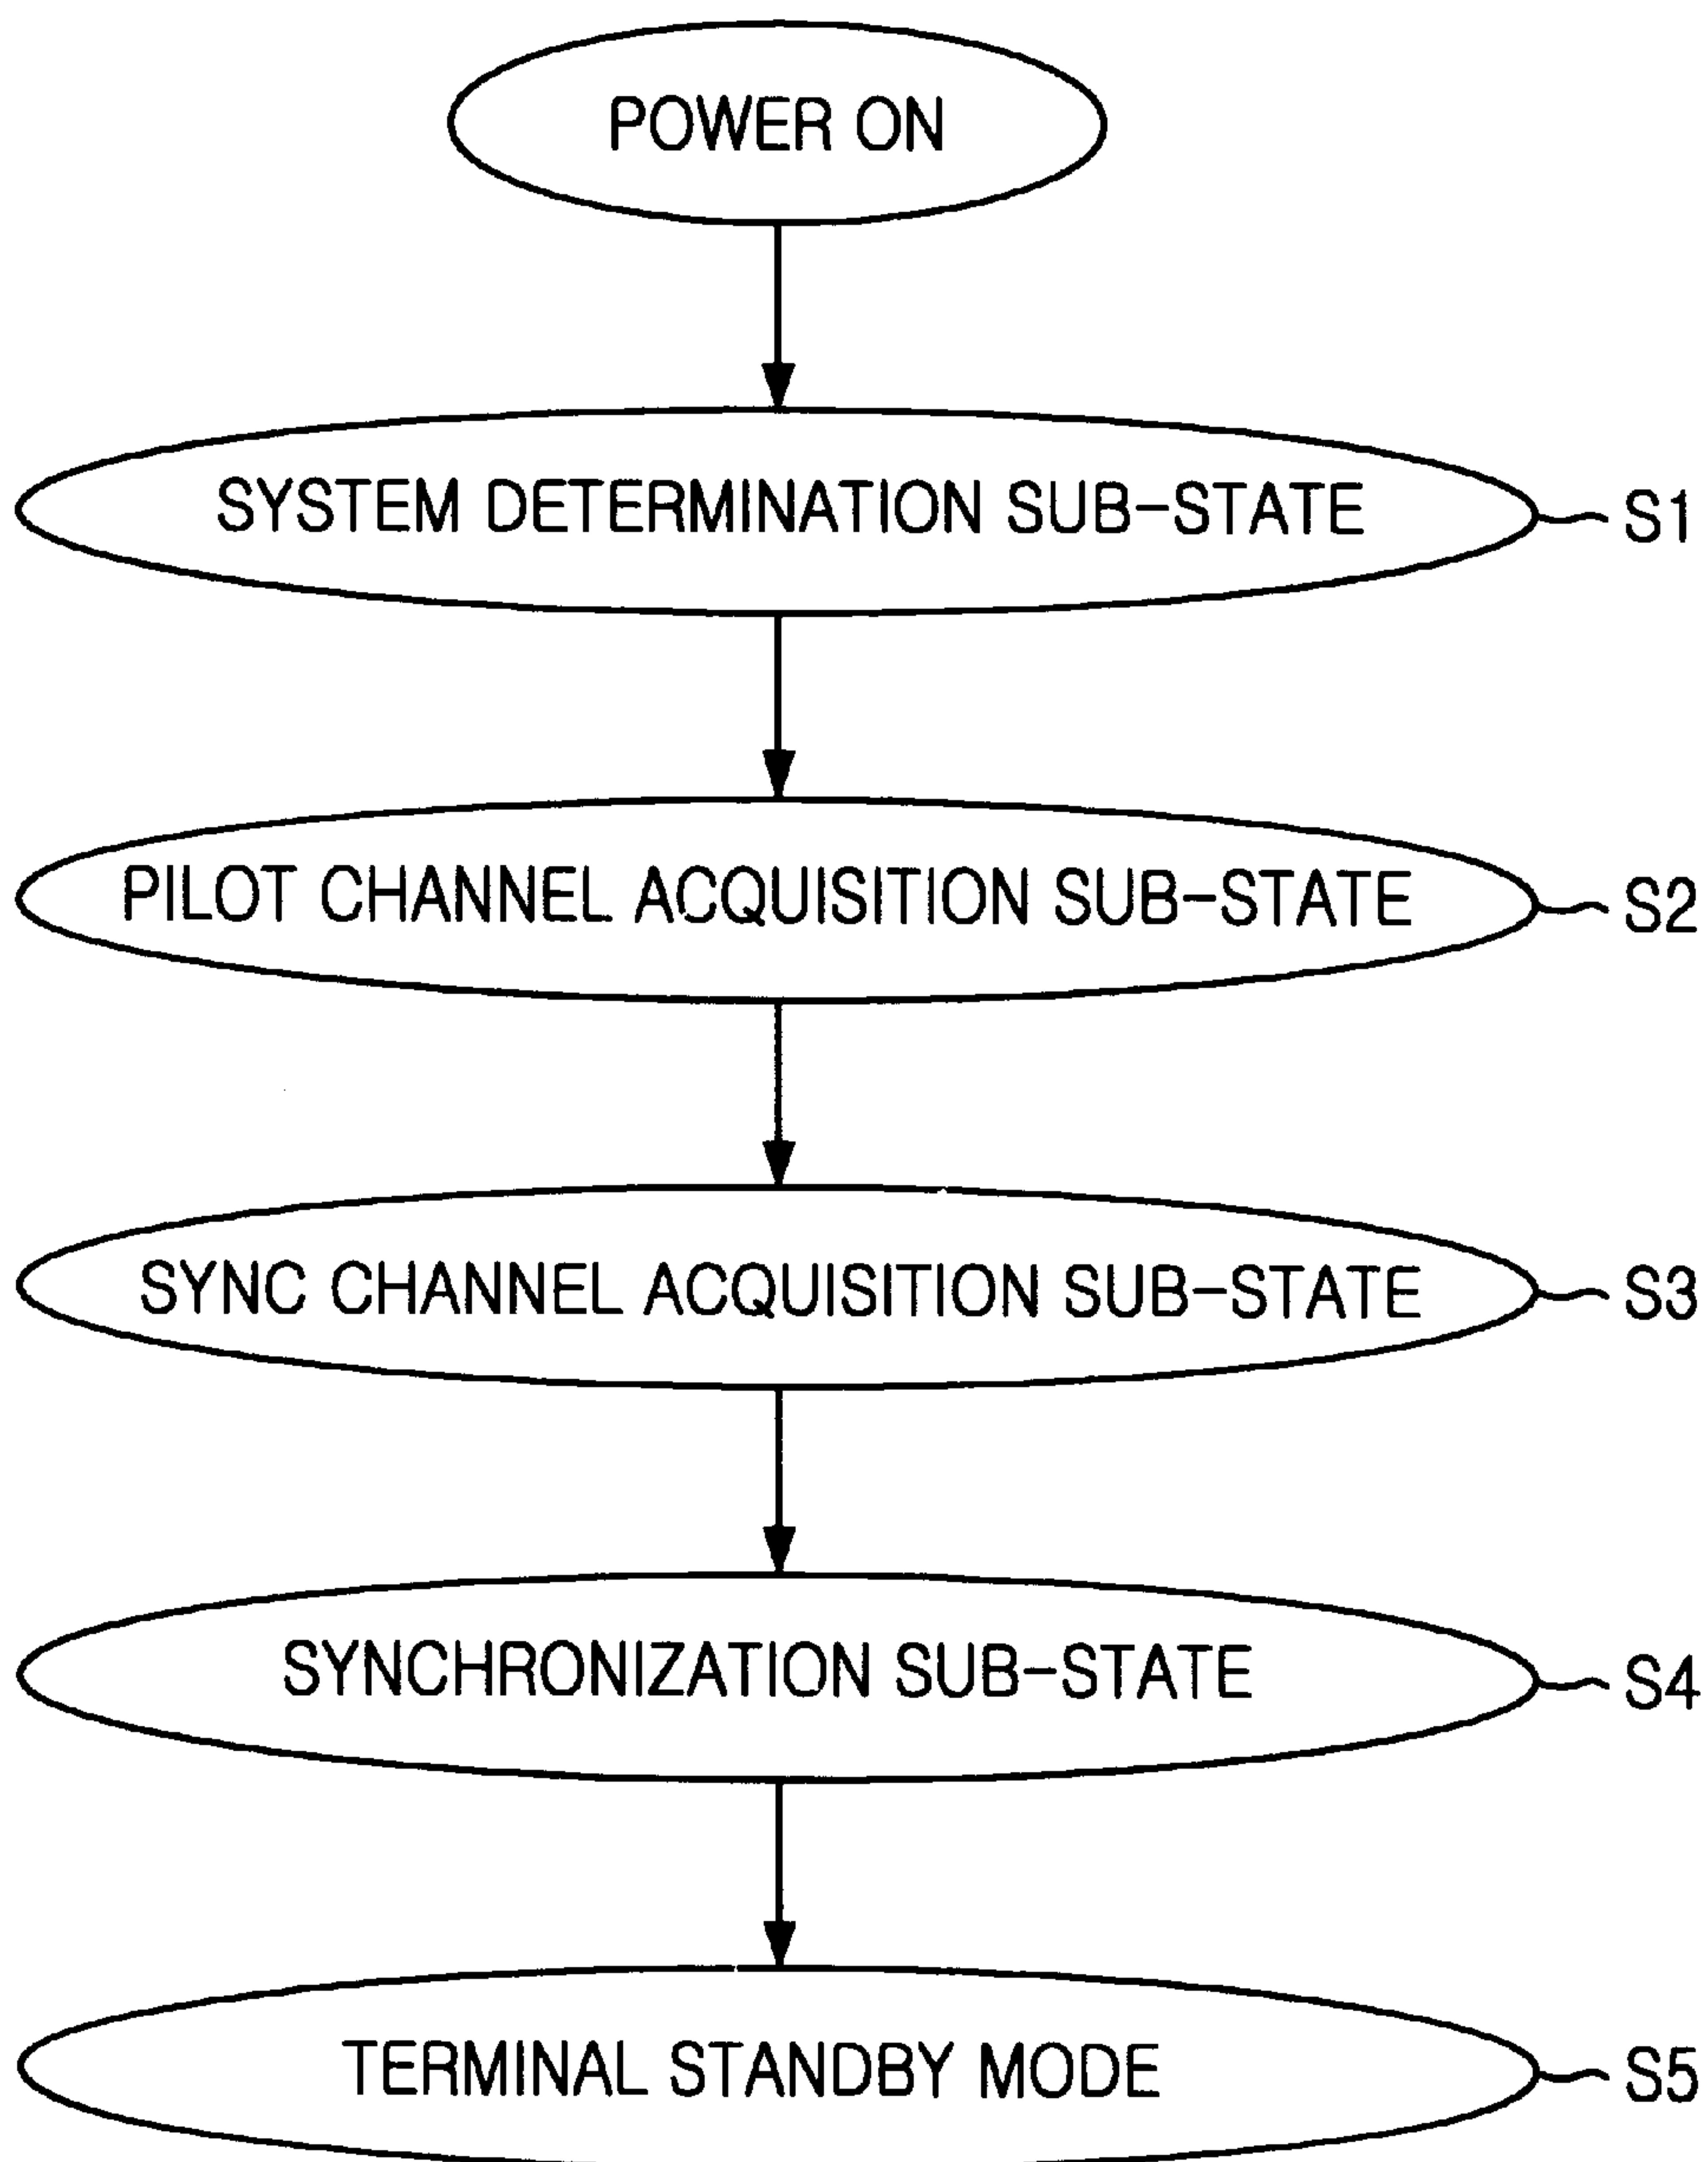 POWER ON
SYSTEM DETERMINATION SUB-STATE
S1
PILOT CHANNEL ACQUISITION SUB-STATE
S2
SYNC CHANNEL ACQUISITION SUB-STATE
S3
SYNCHRONIZATION SUB-STATE
S4
TERMINAL STANDBY MODE
S5